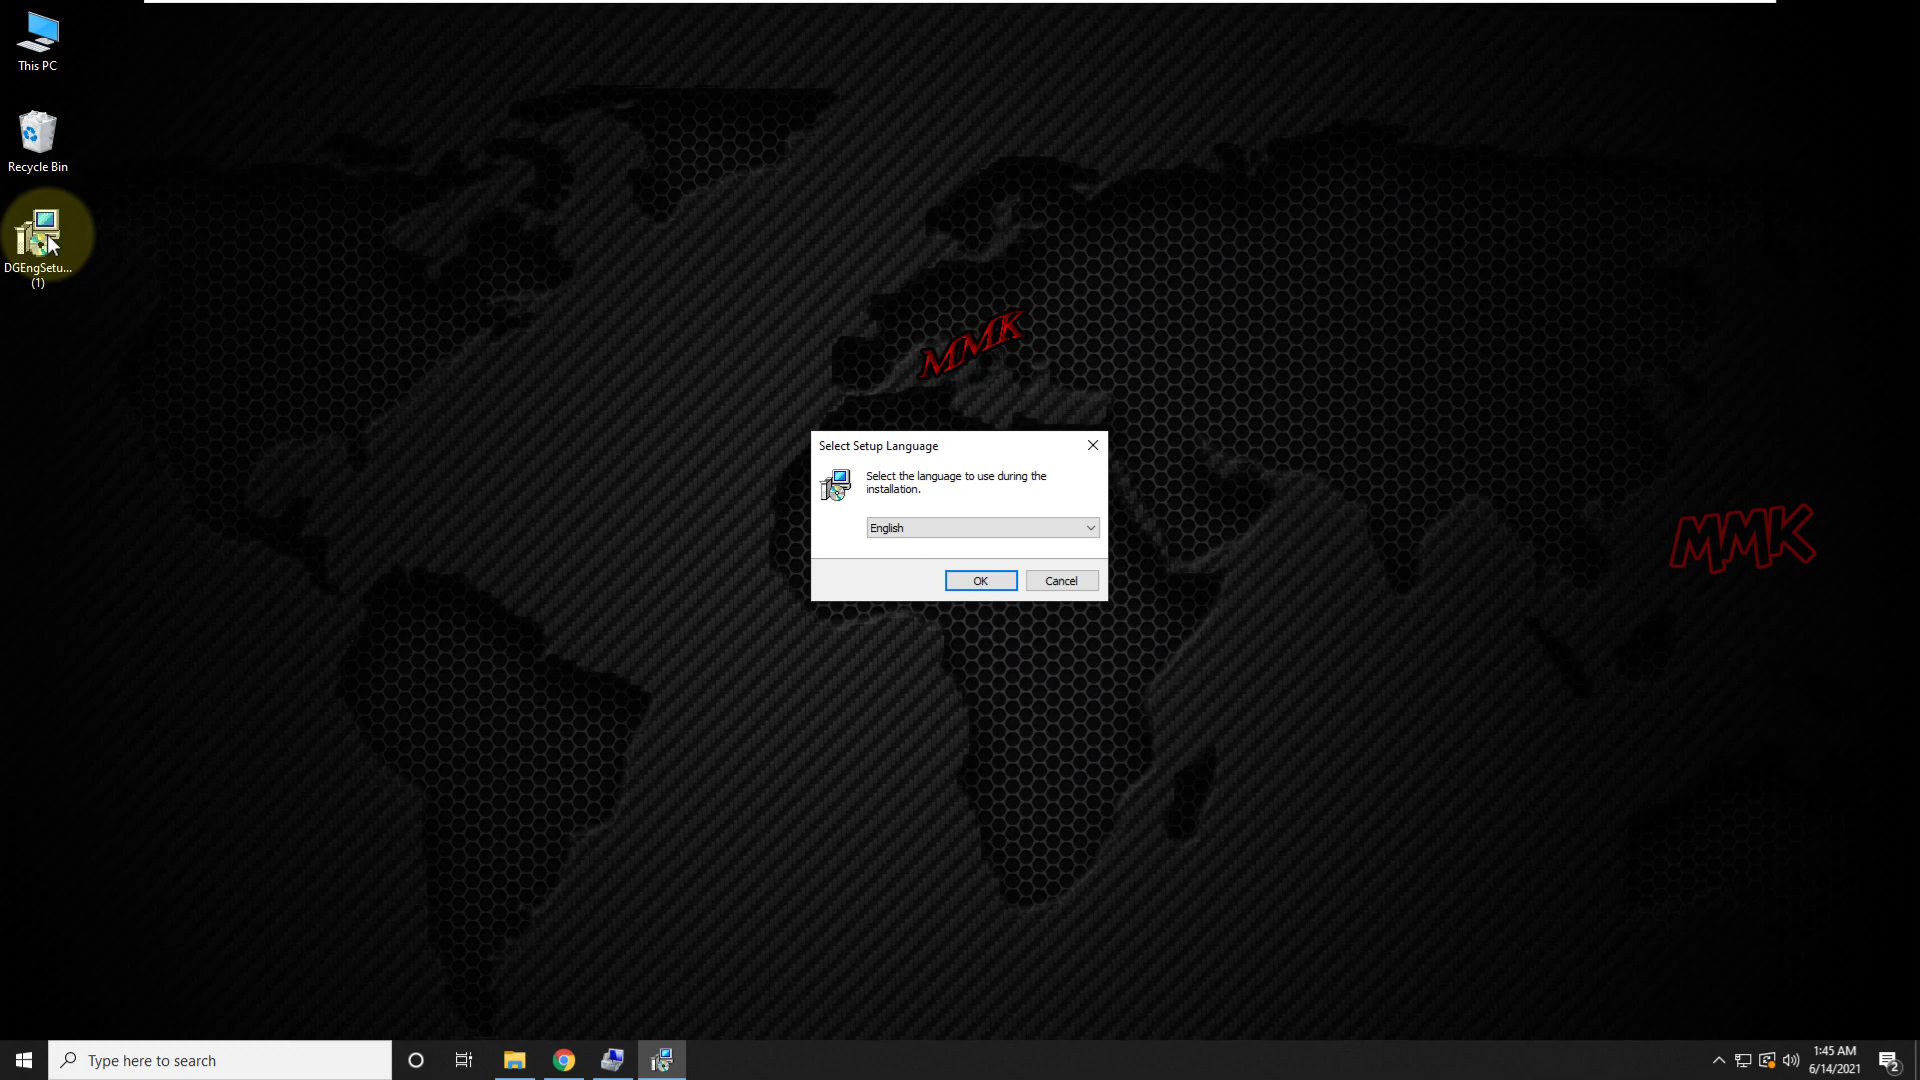 This PC
Recycle Bin
DGEngSetu...
(1)
MMK
Select Setup Language
Select the language to use during the
installation.
English
OK
Cancel
MMK
Type here to search
1:45 AM
6/14/2021
2